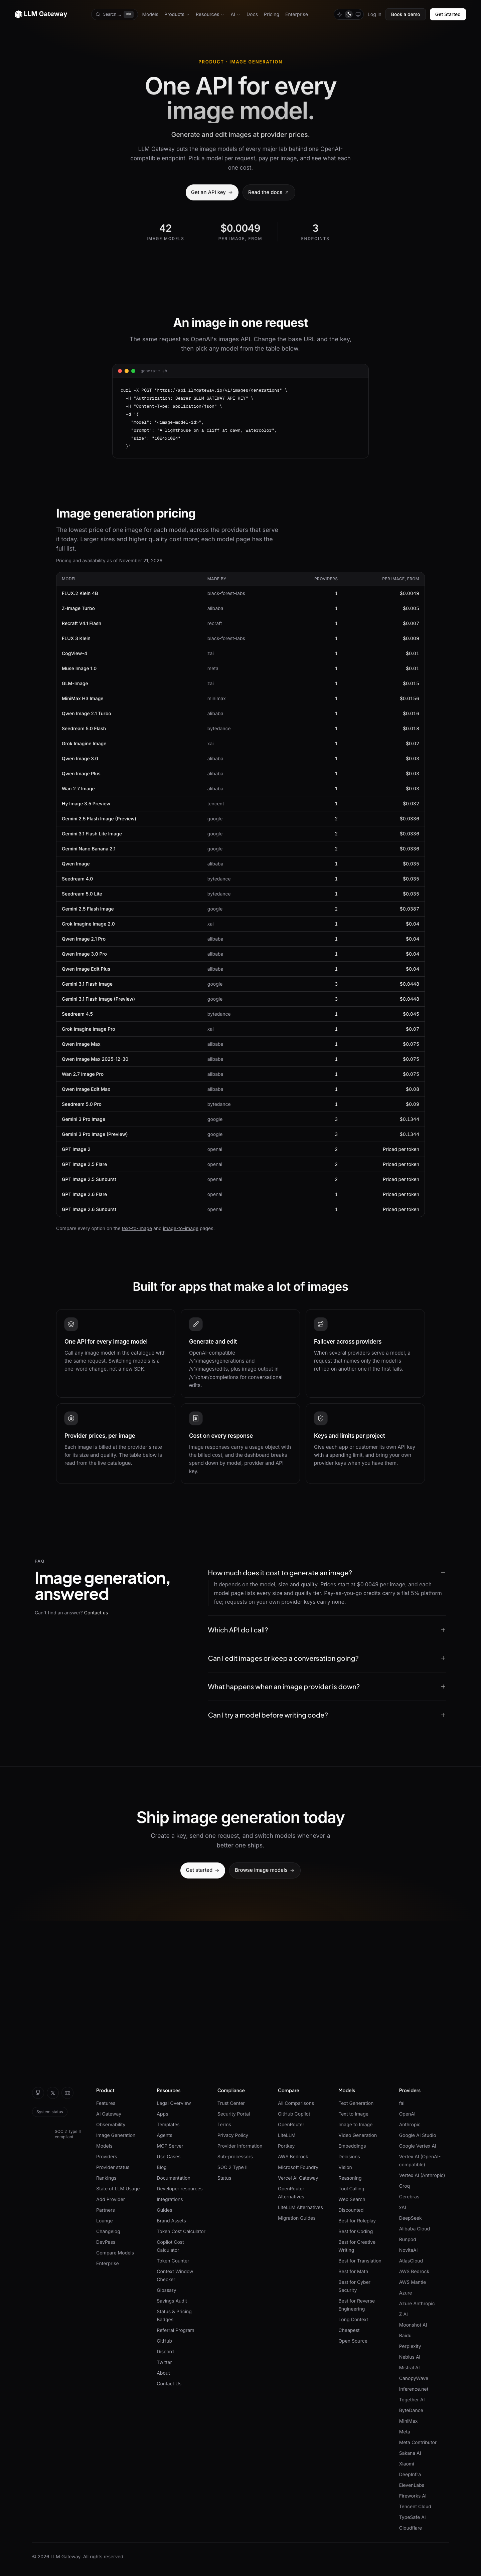 LLM Gateway
Search ...
⌘K
Models
Products
Resources
AI
Docs
Pricing
Enterprise
Log In
Book a demo
Get Started
PRODUCT · IMAGE GENERATION
One API for every
image model.
Generate and edit images at provider prices.
LLM Gateway puts the image models of every major lab behind one OpenAI-
compatible endpoint. Pick a model per request, pay per image, and see what each
one cost.
Get an API key →
Read the docs ↗
42
IMAGE MODELS
$0.0049
PER IMAGE, FROM
3
ENDPOINTS
An image in one request
The same request as OpenAI's images API. Change the base URL and the key,
then pick any model from the table below.
generate.sh
curl -X POST "https://api.llmgateway.io/v1/images/generations" \
-H "Authorization: Bearer $LLM_GATEWAY_API_KEY" \
-H "Content-Type: application/json" \
-d '{
"model": "<image-model-id>",
"prompt": "A lighthouse on a cliff at dawn, watercolor",
"size": "1024x1024"
}'
Image generation pricing
The lowest price of one image for each model, across the providers that serve
it today. Larger sizes and higher quality cost more; each model page has the
full list.
Pricing and availability as of November 21, 2026
MODEL MADE BY PROVIDERS PER IMAGE, FROM
FLUX.2 Klein 4B black-forest-labs 1 $0.0049
Z-Image Turbo alibaba 1 $0.005
Recraft V4.1 Flash recraft 1 $0.007
FLUX 3 Klein black-forest-labs 1 $0.009
CogView-4 zai 1 $0.01
Muse Image 1.0 meta 1 $0.01
GLM-Image zai 1 $0.015
MiniMax H3 Image minimax 1 $0.0156
Qwen Image 2.1 Turbo alibaba 1 $0.016
Seedream 5.0 Flash bytedance 1 $0.018
Grok Imagine Image xai 1 $0.02
Qwen Image 3.0 alibaba 1 $0.03
Qwen Image Plus alibaba 1 $0.03
Wan 2.7 Image alibaba 1 $0.03
Hy Image 3.5 Preview tencent 1 $0.032
Gemini 2.5 Flash Image (Preview) google 2 $0.0336
Gemini 3.1 Flash Lite Image google 2 $0.0336
Gemini Nano Banana 2.1 google 2 $0.0336
Qwen Image alibaba 1 $0.035
Seedream 4.0 bytedance 1 $0.035
Seedream 5.0 Lite bytedance 1 $0.035
Gemini 2.5 Flash Image google 2 $0.0387
Grok Imagine Image 2.0 xai 1 $0.04
Qwen Image 2.1 Pro alibaba 1 $0.04
Qwen Image 3.0 Pro alibaba 1 $0.04
Qwen Image Edit Plus alibaba 1 $0.04
Gemini 3.1 Flash Image google 3 $0.0448
Gemini 3.1 Flash Image (Preview) google 3 $0.0448
Seedream 4.5 bytedance 1 $0.045
Grok Imagine Image Pro xai 1 $0.07
Qwen Image Max alibaba 1 $0.075
Qwen Image Max 2025-12-30 alibaba 1 $0.075
Wan 2.7 Image Pro alibaba 1 $0.075
Qwen Image Edit Max alibaba 1 $0.08
Seedream 5.0 Pro bytedance 1 $0.09
Gemini 3 Pro Image google 3 $0.1344
Gemini 3 Pro Image (Preview) google 3 $0.1344
GPT Image 2 openai 2 Priced per token
GPT Image 2.5 Flare openai 2 Priced per token
GPT Image 2.5 Sunburst openai 2 Priced per token
GPT Image 2.6 Flare openai 1 Priced per token
GPT Image 2.6 Sunburst openai 1 Priced per token
Compare every option on the text-to-image and image-to-image pages.
Built for apps that make a lot of images
One API for every image model
Call any image model in the catalogue with
the same request. Switching models is a
one-word change, not a new SDK.
Generate and edit
OpenAI-compatible
/v1/images/generations and
/v1/images/edits, plus image output in
/v1/chat/completions for conversational
edits.
Failover across providers
When several providers serve a model, a
request that names only the model is
retried on another one if the first fails.
Provider prices, per image
Each image is billed at the provider's rate
for its size and quality. The table above is
read from the live catalogue.
Cost on every response
Image responses carry a usage object with
the billed cost, and the dashboard breaks
spending down by model, provider and API
key.
Keys and limits per project
Give each app or customer its own API key
with a spending limit, and bring your own
provider keys when you have them.
FAQ
Image generation,
answered
Can't find an answer? Contact us
How much does it cost to generate an image?
It depends on the model, size and quality. Prices start at $0.0049 per image, and each
model page lists every size and quality tier. Pay-as-you-go credits carry a flat 5% platform
fee; requests on your own provider keys carry none.
Which API do I call?
Can I edit images or keep a conversation going?
What happens when an image provider is down?
Can I try a model before writing code?
Ship image generation today
Create a key, send one request, and switch models whenever a
better one ships.
Get started →
Browse image models →
System status
SOC 2 Type II
compliant
Product
Features
AI Gateway
Observability
Image Generation
Models
Providers
Provider status
Rankings
State of LLM Usage
Add Provider
Partners
Lounge
Changelog
DevPass
Compare Models
Enterprise
Resources
Legal Overview
Apps
Templates
Agents
MCP Server
Use Cases
Blog
Documentation
Developer resources
Integrations
Guides
Brand Assets
Token Cost Calculator
Copilot Cost
Calculator
Token Counter
Context Window
Checker
Glossary
Savings Audit
Status & Pricing
Badges
Referral Program
GitHub
Discord
Twitter
About
Contact Us
Compliance
Trust Center
Security Portal
Terms
Privacy Policy
Provider Information
Sub-processors
SOC 2 Type II
Status
Compare
All Comparisons
GitHub Copilot
OpenRouter
LiteLLM
Portkey
AWS Bedrock
Microsoft Foundry
Vercel AI Gateway
OpenRouter
Alternatives
LiteLLM Alternatives
Migration Guides
Models
Text Generation
Text to Image
Image to Image
Video Generation
Embeddings
Decisions
Vision
Reasoning
Tool Calling
Web Search
Discounted
Best for Roleplay
Best for Coding
Best for Creative
Writing
Best for Translation
Best for Math
Best for Cyber
Security
Best for Reverse
Engineering
Long Context
Cheapest
Open Source
Providers
fal
OpenAI
Anthropic
Google AI Studio
Google Vertex AI
Vertex AI (OpenAI-
compatible)
Vertex AI (Anthropic)
Groq
Cerebras
xAI
DeepSeek
Alibaba Cloud
Runpod
NovitaAI
AtlasCloud
AWS Bedrock
AWS Mantle
Azure
Azure Anthropic
Z AI
Moonshot AI
Baidu
Perplexity
Nebius AI
Mistral AI
CanopyWave
Inference.net
Together AI
ByteDance
MiniMax
Meta
Meta Contributor
Sakana AI
Xiaomi
DeepInfra
ElevenLabs
Fireworks AI
Tencent Cloud
TypeSafe AI
Cloudflare
© 2026 LLM Gateway. All rights reserved.